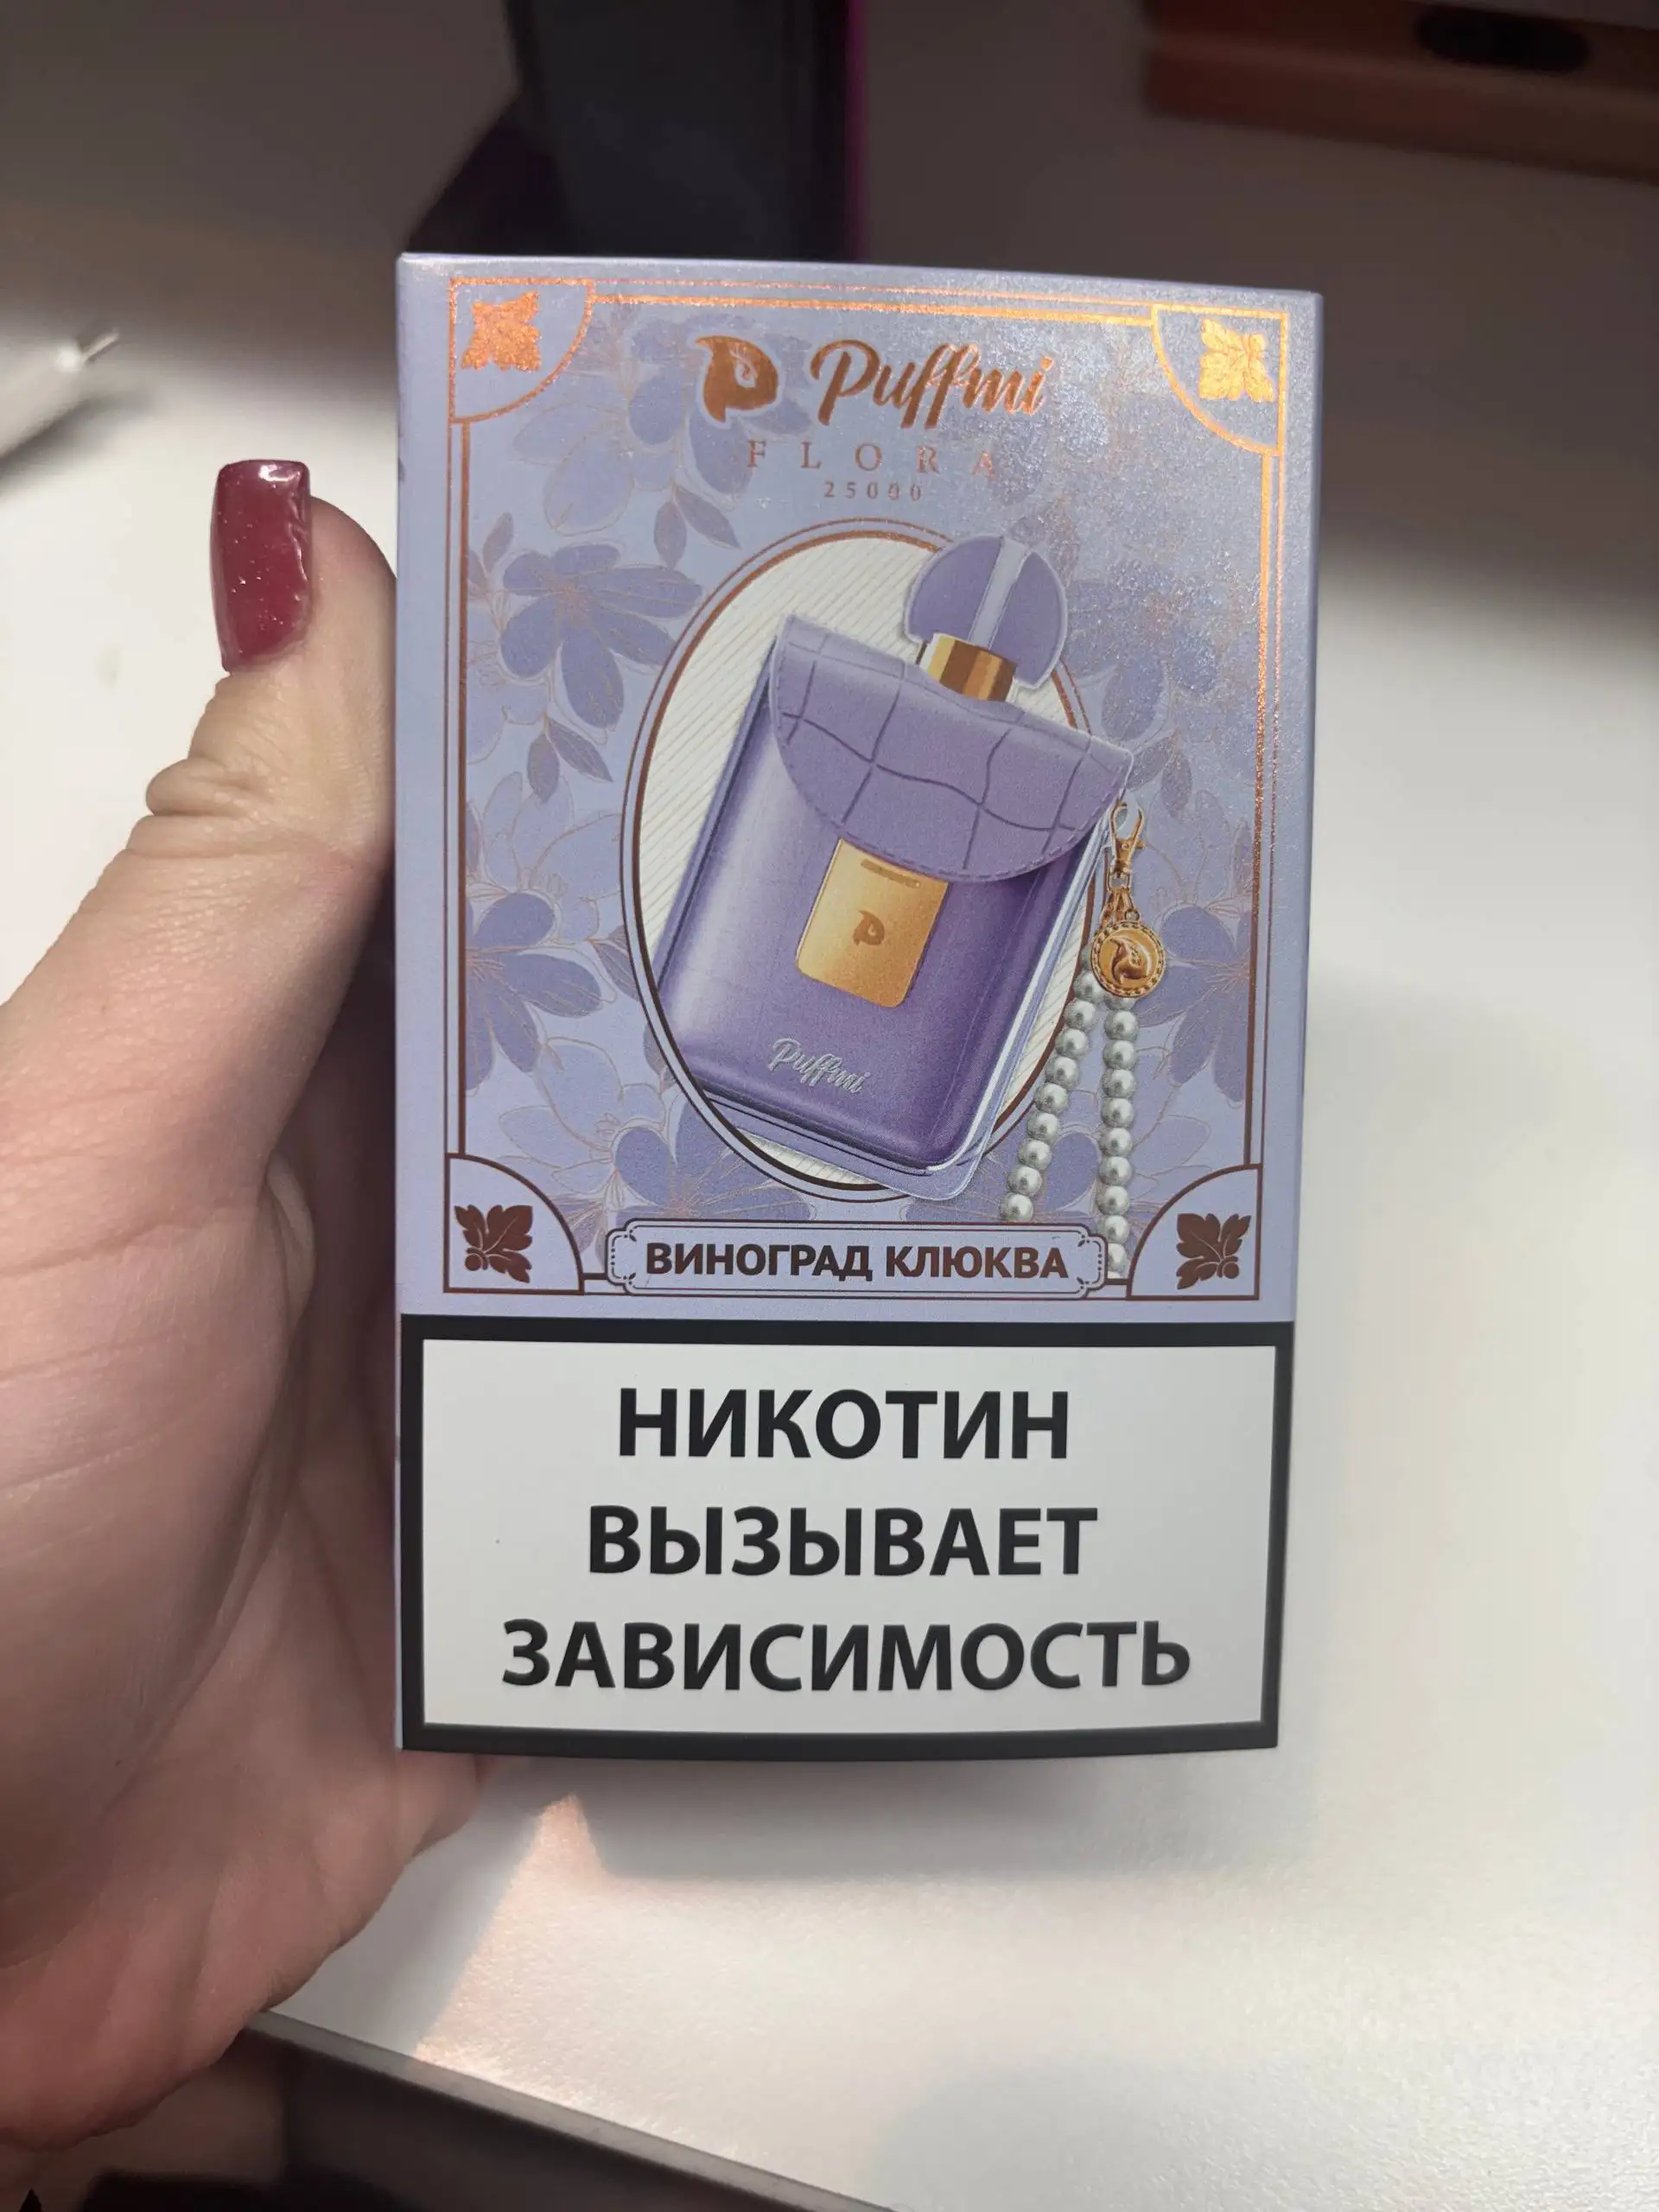 Puffmi
FLORA
25000
Puffmi
ВИНОГРАД КЛЮКВА
НИКОТИН
ВЫЗЫВАЕТ
ЗАВИСИМОСТЬ